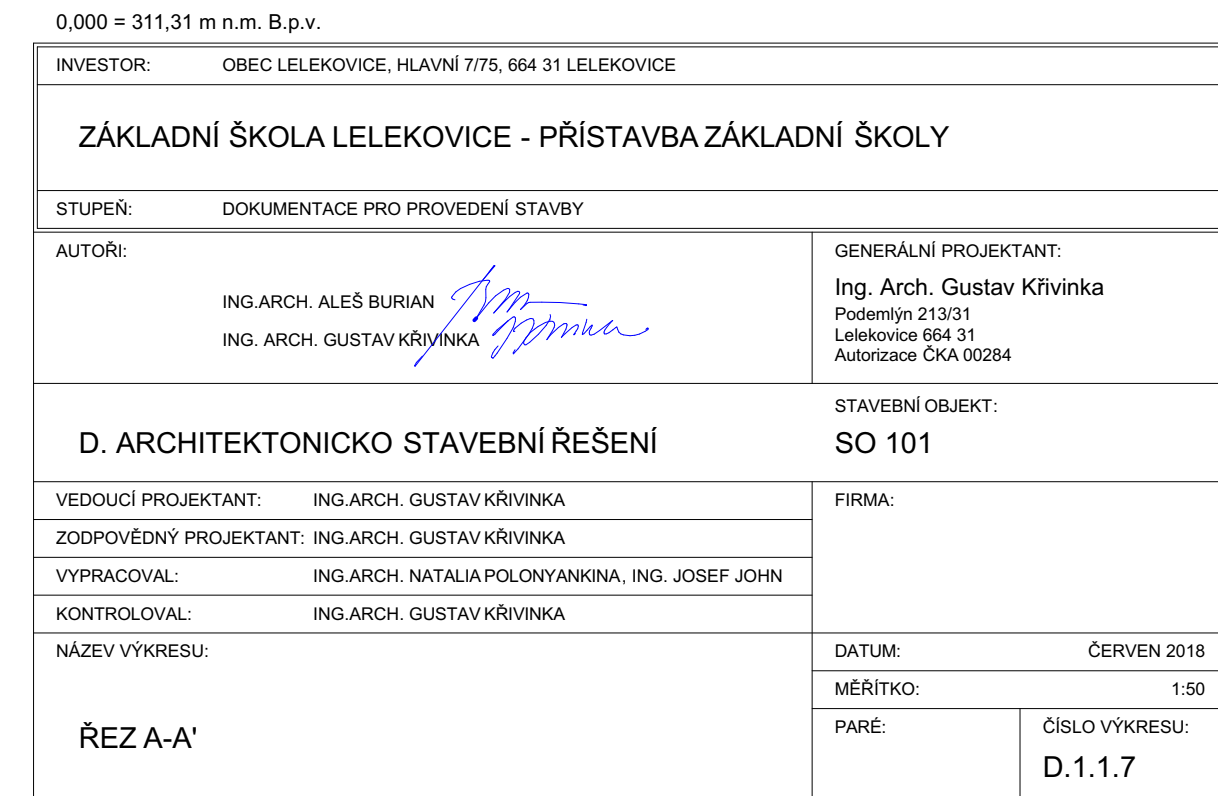 0,000 = 311,31 m n.m. B.p.v.
INVESTOR: OBEC LELEKOVICE, HLAVNÍ 7/75, 664 31 LELEKOVICE
ZÁKLADNÍ ŠKOLA LELEKOVICE - PŘÍSTAVBA ZÁKLADNÍ ŠKOLY
STUPEŇ: DOKUMENTACE PRO PROVEDENÍ STAVBY
AUTOŘI:
ING.ARCH. ALEŠ BURIAN
ING. ARCH. GUSTAV KŘIVINKA
GENERÁLNÍ PROJEKTANT:
Ing. Arch. Gustav Křivinka
Podemlýn 213/31
Lelekovice 664 31
Autorizace ČKA 00284
D. ARCHITEKTONICKO STAVEBNÍ ŘEŠENÍ
STAVEBNÍ OBJEKT:
SO 101
VEDOUCÍ PROJEKTANT: ING.ARCH. GUSTAV KŘIVINKA
ZODPOVĚDNÝ PROJEKTANT: ING.ARCH. GUSTAV KŘIVINKA
VYPRACOVAL: ING.ARCH. NATALIA POLONYANKINA, ING. JOSEF JOHN
KONTROLOVAL: ING.ARCH. GUSTAV KŘIVINKA
FIRMA:
NÁZEV VÝKRESU:
ŘEZ A-A'
DATUM: ČERVEN 2018
MĚŘÍTKO: 1:50
PARÉ:
ČÍSLO VÝKRESU:
D.1.1.7